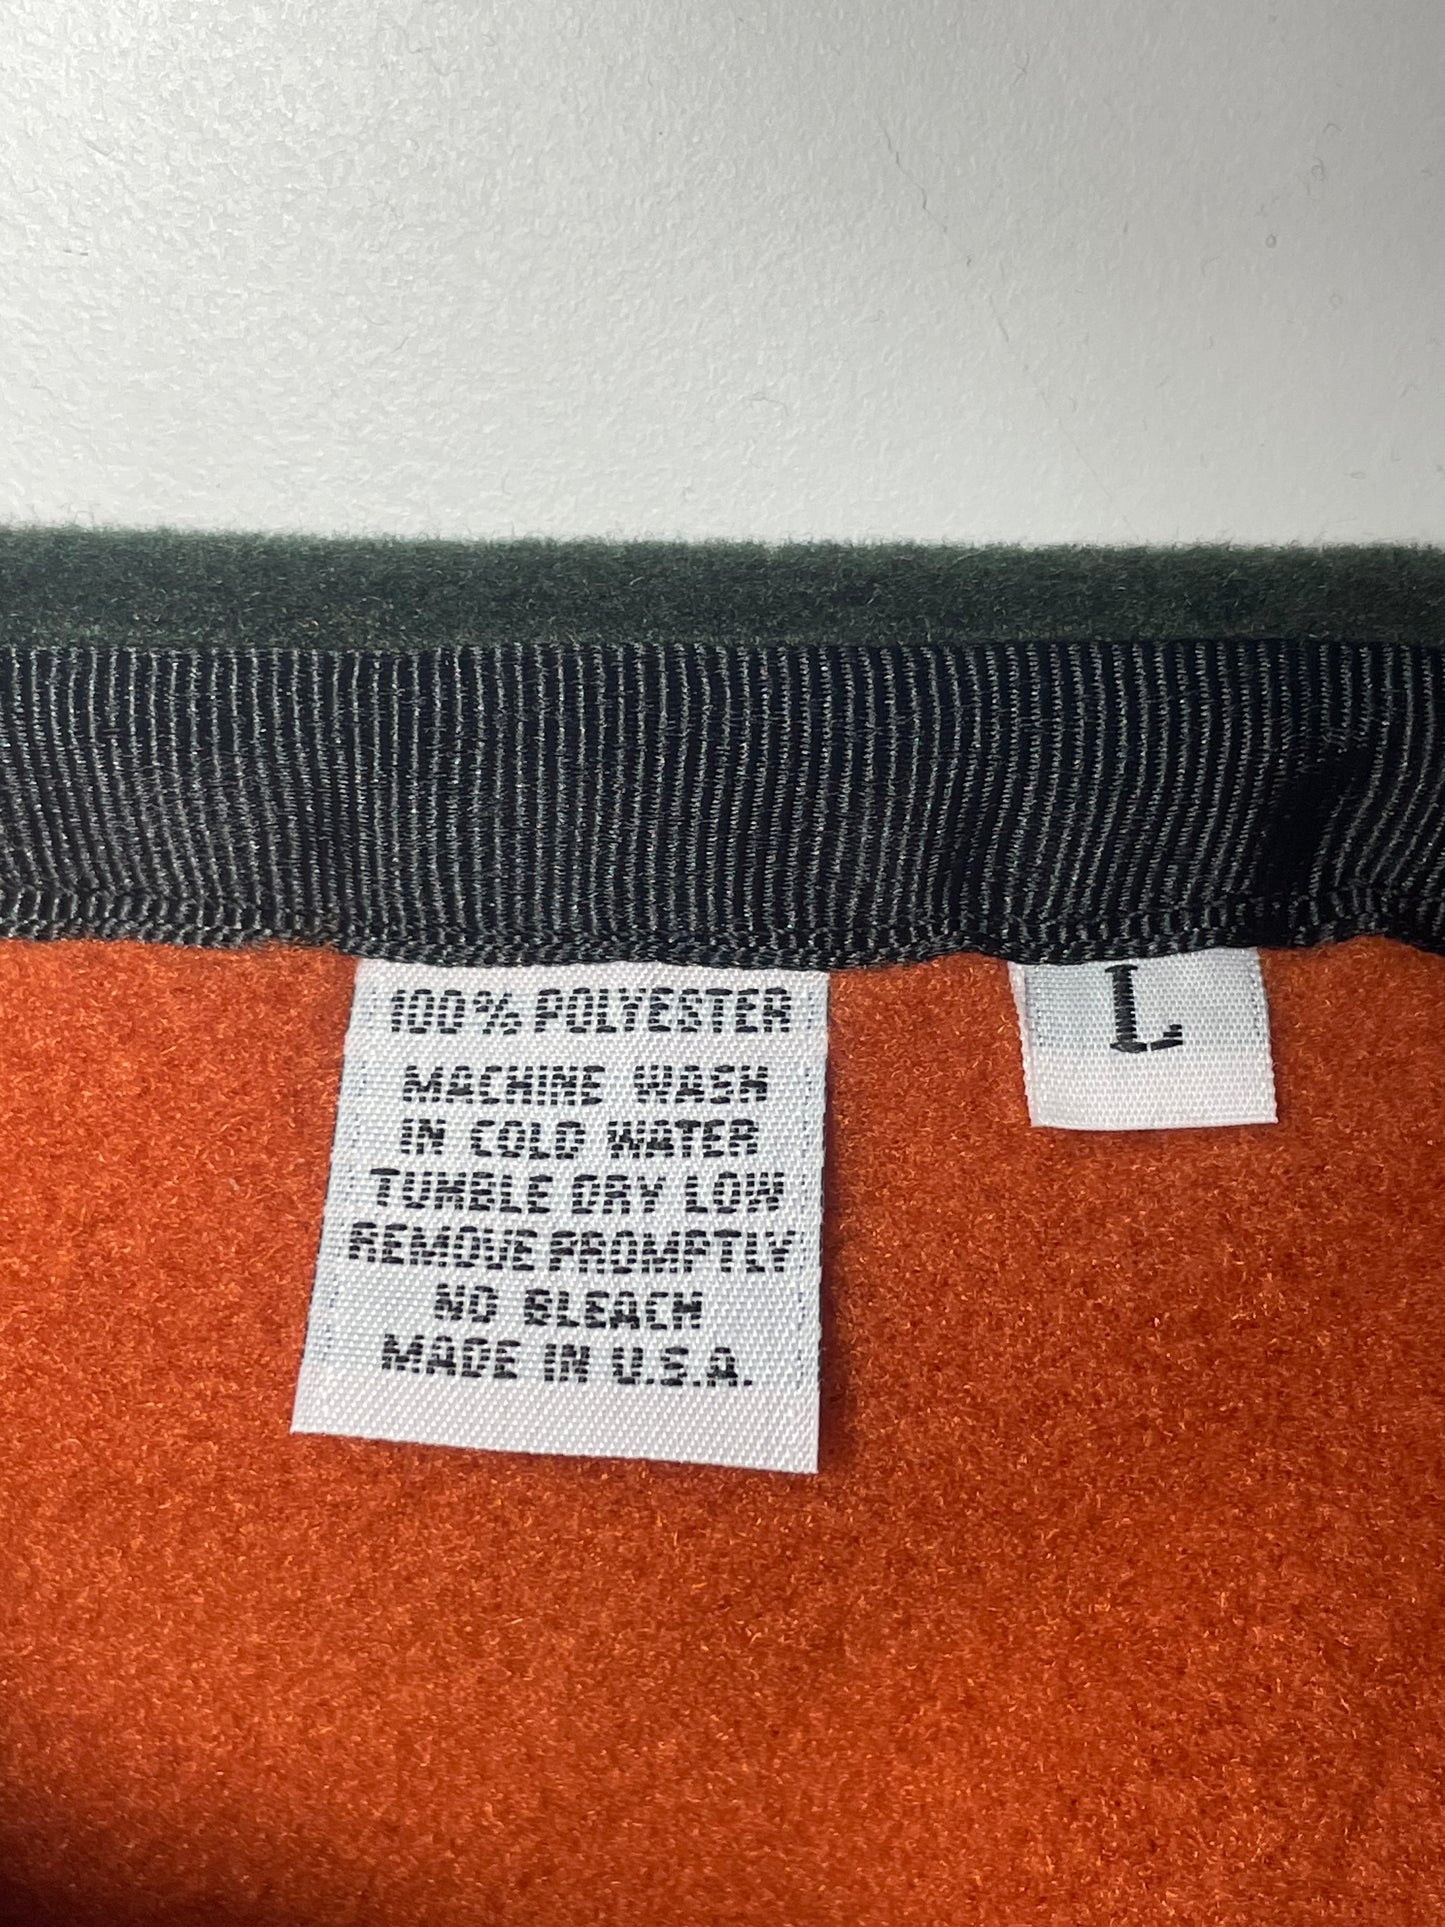 100% POLYESTER
MACHINE WASH
IN COLD WATER
TUMBLE DRY LOW
REMOVE PROMPTLY
NO BLEACH
MADE IN U.S.A.
L